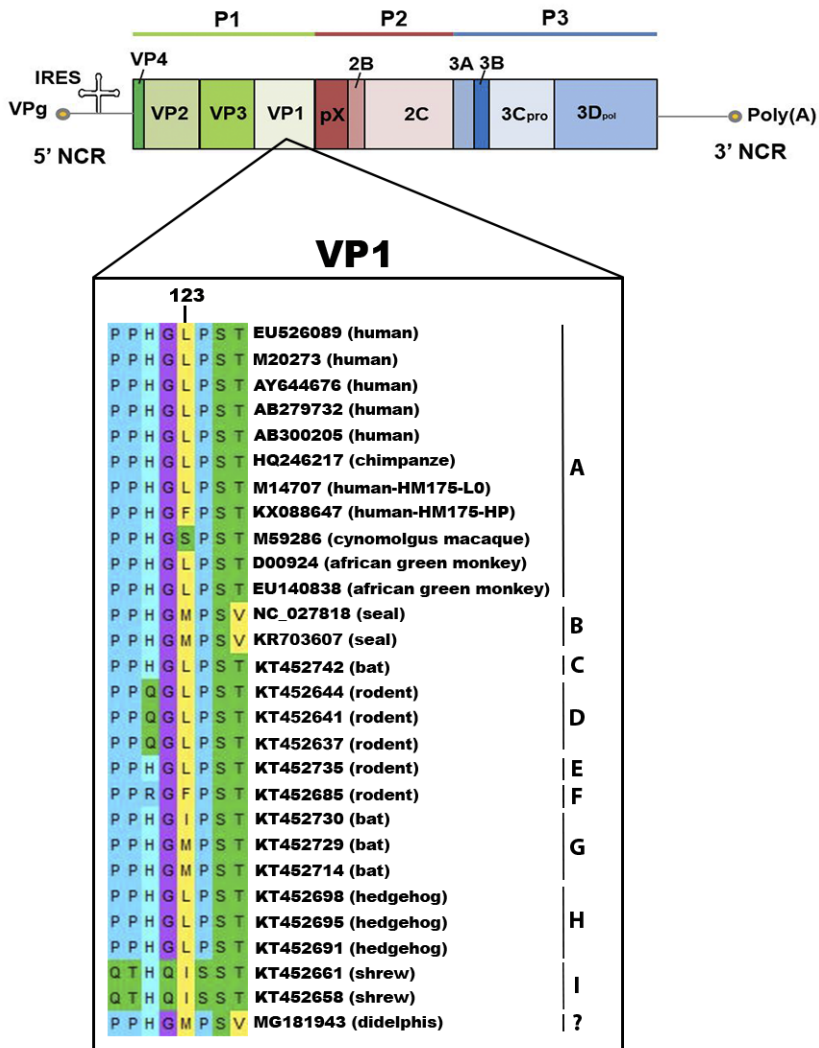 P1 P2 P3
VP4 2B 3A 3B
IRES
VPg VP2 VP3 VP1 pX 2C 3Cpro 3Dpol Poly(A)
5' NCR 3' NCR
VP1
123
P P H G L P S T EU526089 (human)
P P H G L P S T M20273 (human)
P P H G L P S T AY644676 (human)
P P H G L P S T AB279732 (human)
P P H G L P S T AB300205 (human)
P P H G L P S T HQ246217 (chimpanze)
A
P P H G L P S T M14707 (human-HM175-L0)
P P H G F P S T KX088647 (human-HM175-HP)
P P H G S P S T M59286 (cynomolgus macaque)
P P H G L P S T D00924 (african green monkey)
P P H G L P S T EU140838 (african green monkey)
P P H G M P S V NC_027818 (seal)
B
P P H G M P S V KR703607 (seal)
P P H G L P S T KT452742 (bat) C
P P Q G L P S T KT452644 (rodent)
P P Q G L P S T KT452641 (rodent) D
P P Q G L P S T KT452637 (rodent)
P P H G L P S T KT452735 (rodent) E
P P R G F P S T KT452685 (rodent) F
P P H G I P S T KT452730 (bat)
P P H G M P S T KT452729 (bat) G
P P H G M P S T KT452714 (bat)
P P H G L P S T KT452698 (hedgehog)
P P H G L P S T KT452695 (hedgehog) H
P P H G L P S T KT452691 (hedgehog)
Q T H Q I S S T KT452661 (shrew)
I
Q T H Q I S S T KT452658 (shrew)
P P H G M P S V MG181943 (didelphis) ?